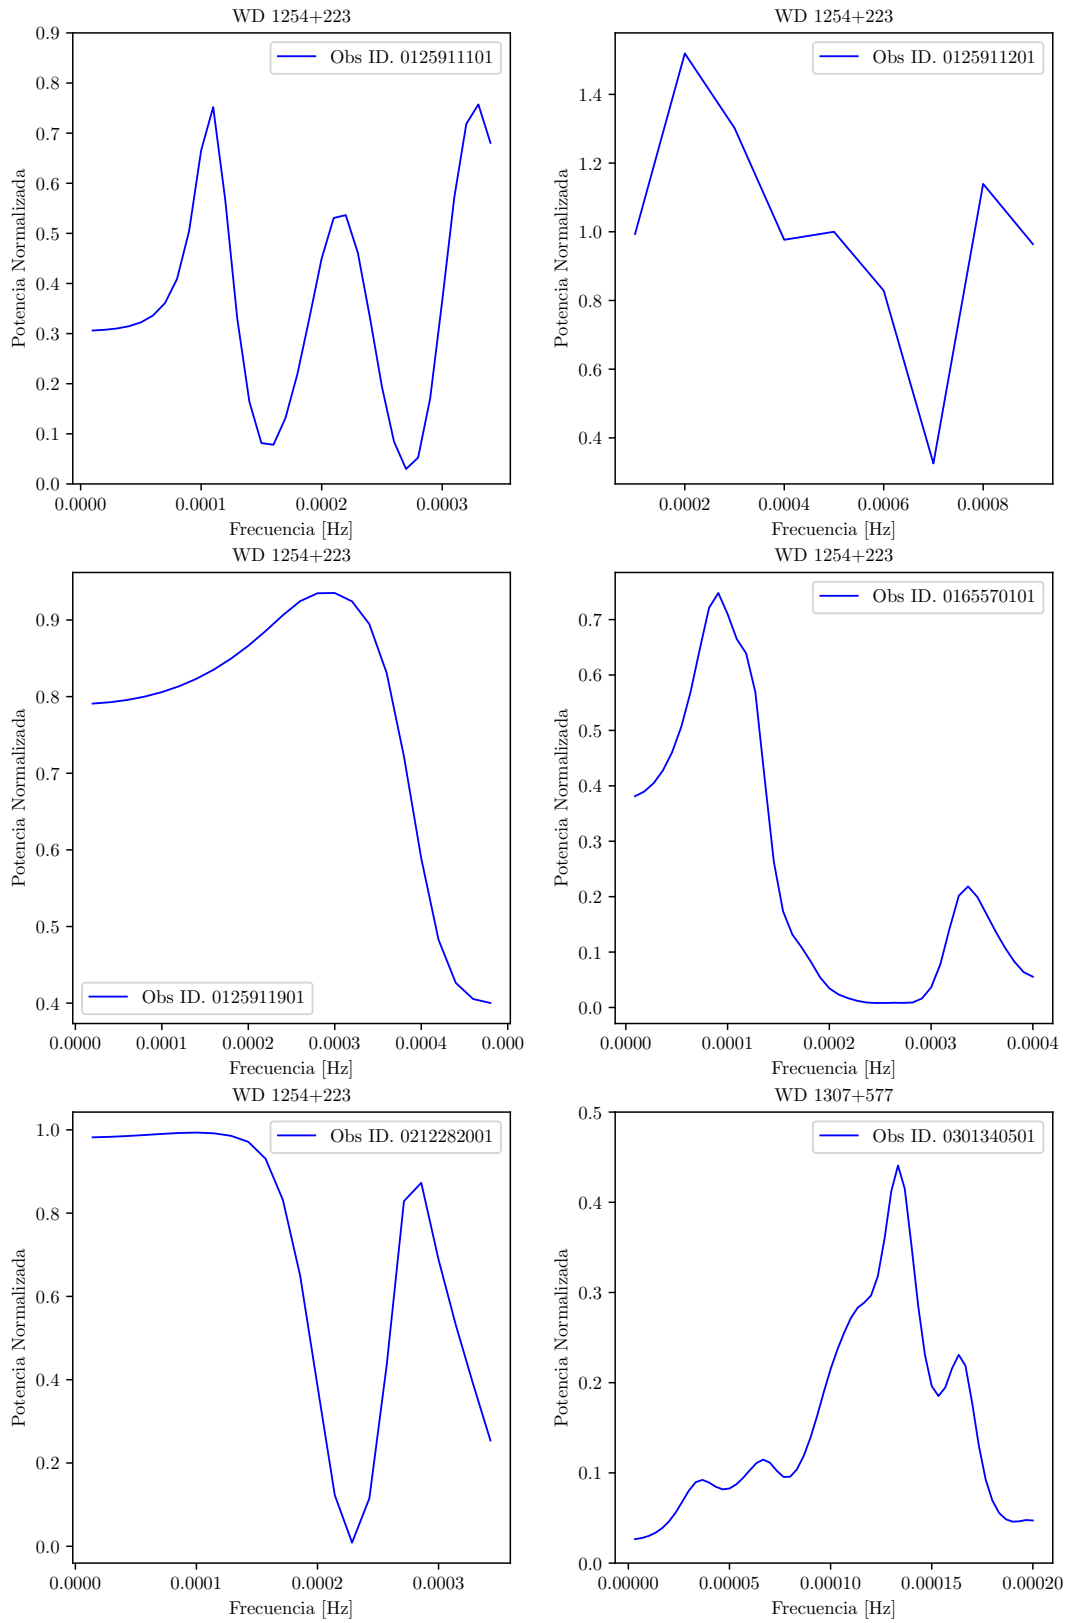 WD 1254+223
Obs ID. 0125911101
Potencia Normalizada
0.9
0.8
0.7
0.6
0.5
0.4
0.3
0.2
0.1
0.0
0.0000 0.0001 0.0002 0.0003
Frecuencia [Hz]
WD 1254+223
Obs ID. 0125911201
Potencia Normalizada
1.4
1.2
1.0
0.8
0.6
0.4
0.0002 0.0004 0.0006 0.0008
Frecuencia [Hz]
WD 1254+223
Potencia Normalizada
0.9
0.8
0.7
0.6
0.5
0.4
Obs ID. 0125911901
0.0000 0.0001 0.0002 0.0003 0.0004 0.000
Frecuencia [Hz]
WD 1254+223
Obs ID. 0165570101
Potencia Normalizada
0.7
0.6
0.5
0.4
0.3
0.2
0.1
0.0
0.0000 0.0001 0.0002 0.0003 0.0004
Frecuencia [Hz]
WD 1254+223
Obs ID. 0212282001
Potencia Normalizada
1.0
0.8
0.6
0.4
0.2
0.0
0.0000 0.0001 0.0002 0.0003
Frecuencia [Hz]
WD 1307+577
Obs ID. 0301340501
Potencia Normalizada
0.5
0.4
0.3
0.2
0.1
0.0
0.00000 0.00005 0.00010 0.00015 0.00020
Frecuencia [Hz]